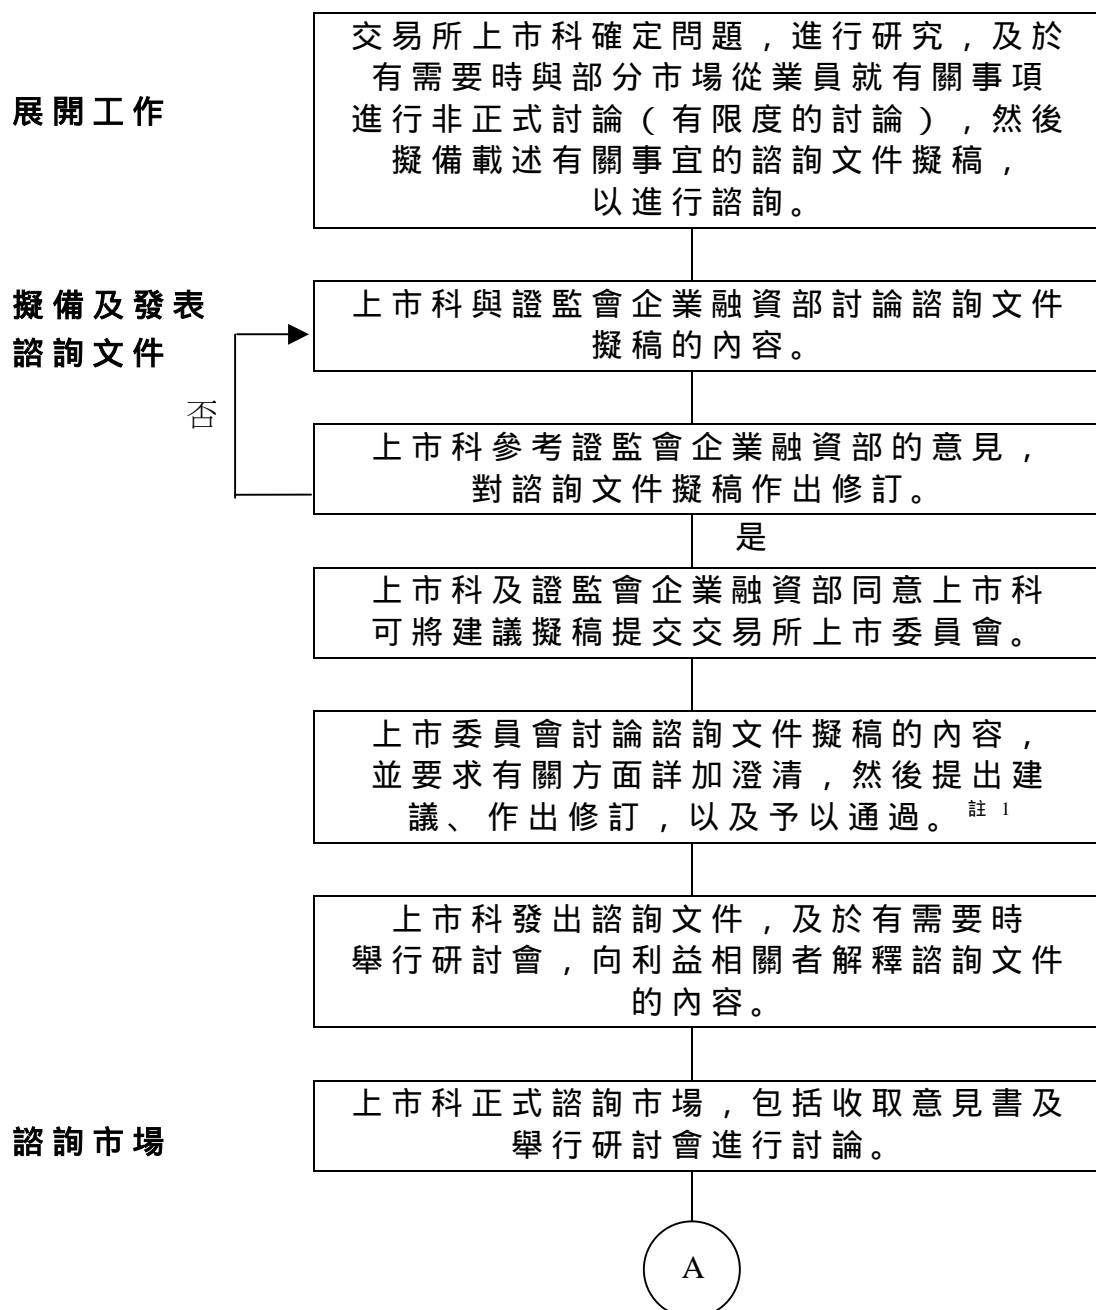 交易所上市科確定問題，進行研究，及於
有需要時與部分市場從業員就有關事項
展開工作
進行非正式討論（有限度的討論），然後
擬備載述有關事宜的諮詢文件擬稿，
以進行諮詢。
擬備及發表
諮詢文件
上市科與證監會企業融資部討論諮詢文件
擬稿的內容。
否
上市科參考證監會企業融資部的意見，
對諮詢文件擬稿作出修訂。
是
上市科及證監會企業融資部同意上市科
可將建議擬稿提交交易所上市委員會。
上市委員會討論諮詢文件擬稿的內容，
並要求有關方面詳加澄清，然後提出建
議、作出修訂，以及予以通過。註 1
上市科發出諮詢文件，及於有需要時
舉行研討會，向利益相關者解釋諮詢文件
的內容。
諮詢市場
上市科正式諮詢市場，包括收取意見書及
舉行研討會進行討論。
A